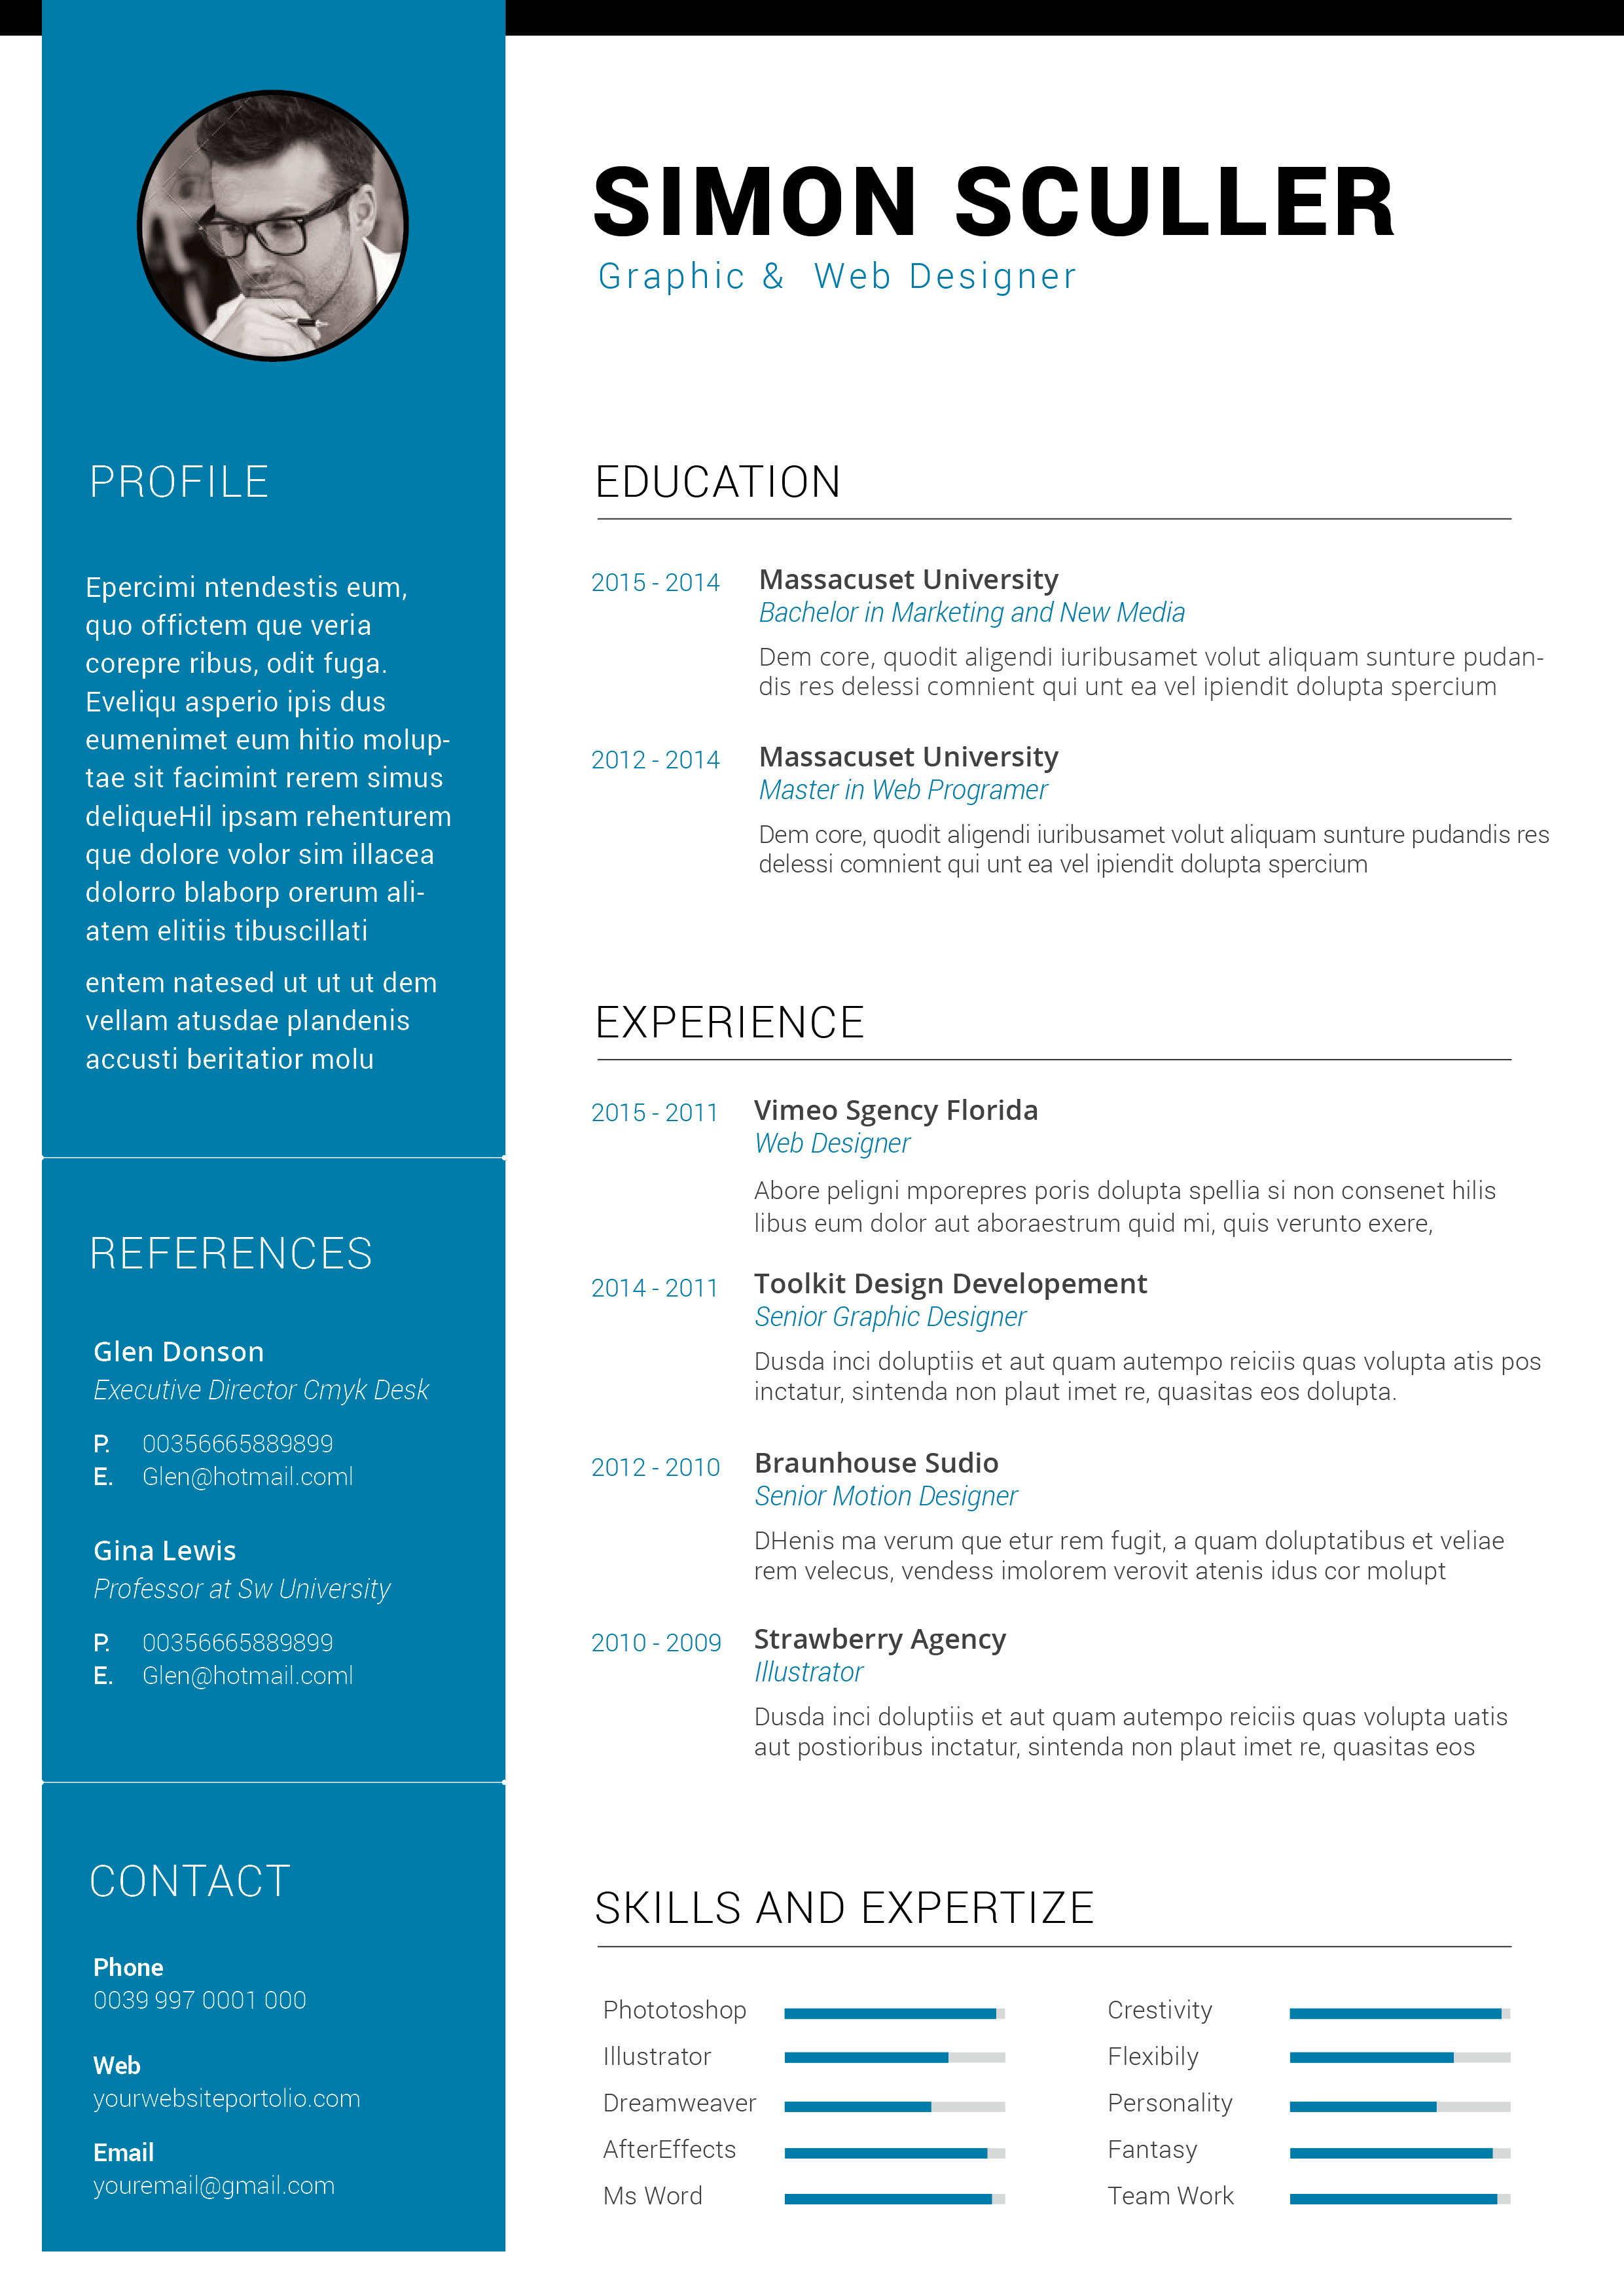 SIMON SCULLER
Graphic & Web Designer
PROFILE
Epercimi ntendestis eum,
quo offictem que veria
corepre ribus, odit fuga.
Eveliqu asperio ipis dus
eumenimet eum hitio molup-
tae sit facimint rerem simus
deliqueHil ipsam rehenturem
que dolore volor sim illacea
dolorro blaborp orerum ali-
atem elitiis tibuscillati
entem natesed ut ut ut dem
vellam atusdae plandenis
accusti beritatior molu
REFERENCES
Glen Donson
Executive Director Cmyk Desk
P. 00356665889899
E. Glen@hotmail.coml
Gina Lewis
Professor at Sw University
P. 00356665889899
E. Glen@hotmail.coml
CONTACT
Phone
0039 997 0001 000
Web
yourwebsiteportolio.com
Email
youremail@gmail.com
EDUCATION
2015 - 2014 Massacuset University
Bachelor in Marketing and New Media
Dem core, quodit aligendi iuribusamet volut aliquam sunture pudan-
dis res delessi comnient qui unt ea vel ipiendit dolupta spercium
2012 - 2014 Massacuset University
Master in Web Programer
Dem core, quodit aligendi iuribusamet volut aliquam sunture pudandis res
delessi comnient qui unt ea vel ipiendit dolupta spercium
EXPERIENCE
2015 - 2011 Vimeo Sgency Florida
Web Designer
Abore peligni mporepres poris dolupta spellia si non consenet hilis
libus eum dolor aut aboraestrum quid mi, quis verunto exere,
2014 - 2011 Toolkit Design Developement
Senior Graphic Designer
Dusda inci doluptiis et aut quam autempo reiciis quas volupta atis pos
inctatur, sintenda non plaut imet re, quasitas eos dolupta.
2012 - 2010 Braunhouse Sudio
Senior Motion Designer
DHenis ma verum que etur rem fugit, a quam doluptatibus et veliae
rem velecus, vendess imolorem verovit atenis idus cor molupt
2010 - 2009 Strawberry Agency
Illustrator
Dusda inci doluptiis et aut quam autempo reiciis quas volupta uatis
aut postioribus inctatur, sintenda non plaut imet re, quasitas eos
SKILLS AND EXPERTIZE
Phototoshop
Illustrator
Dreamweaver
AfterEffects
Ms Word
Crestivity
Flexibily
Personality
Fantasy
Team Work